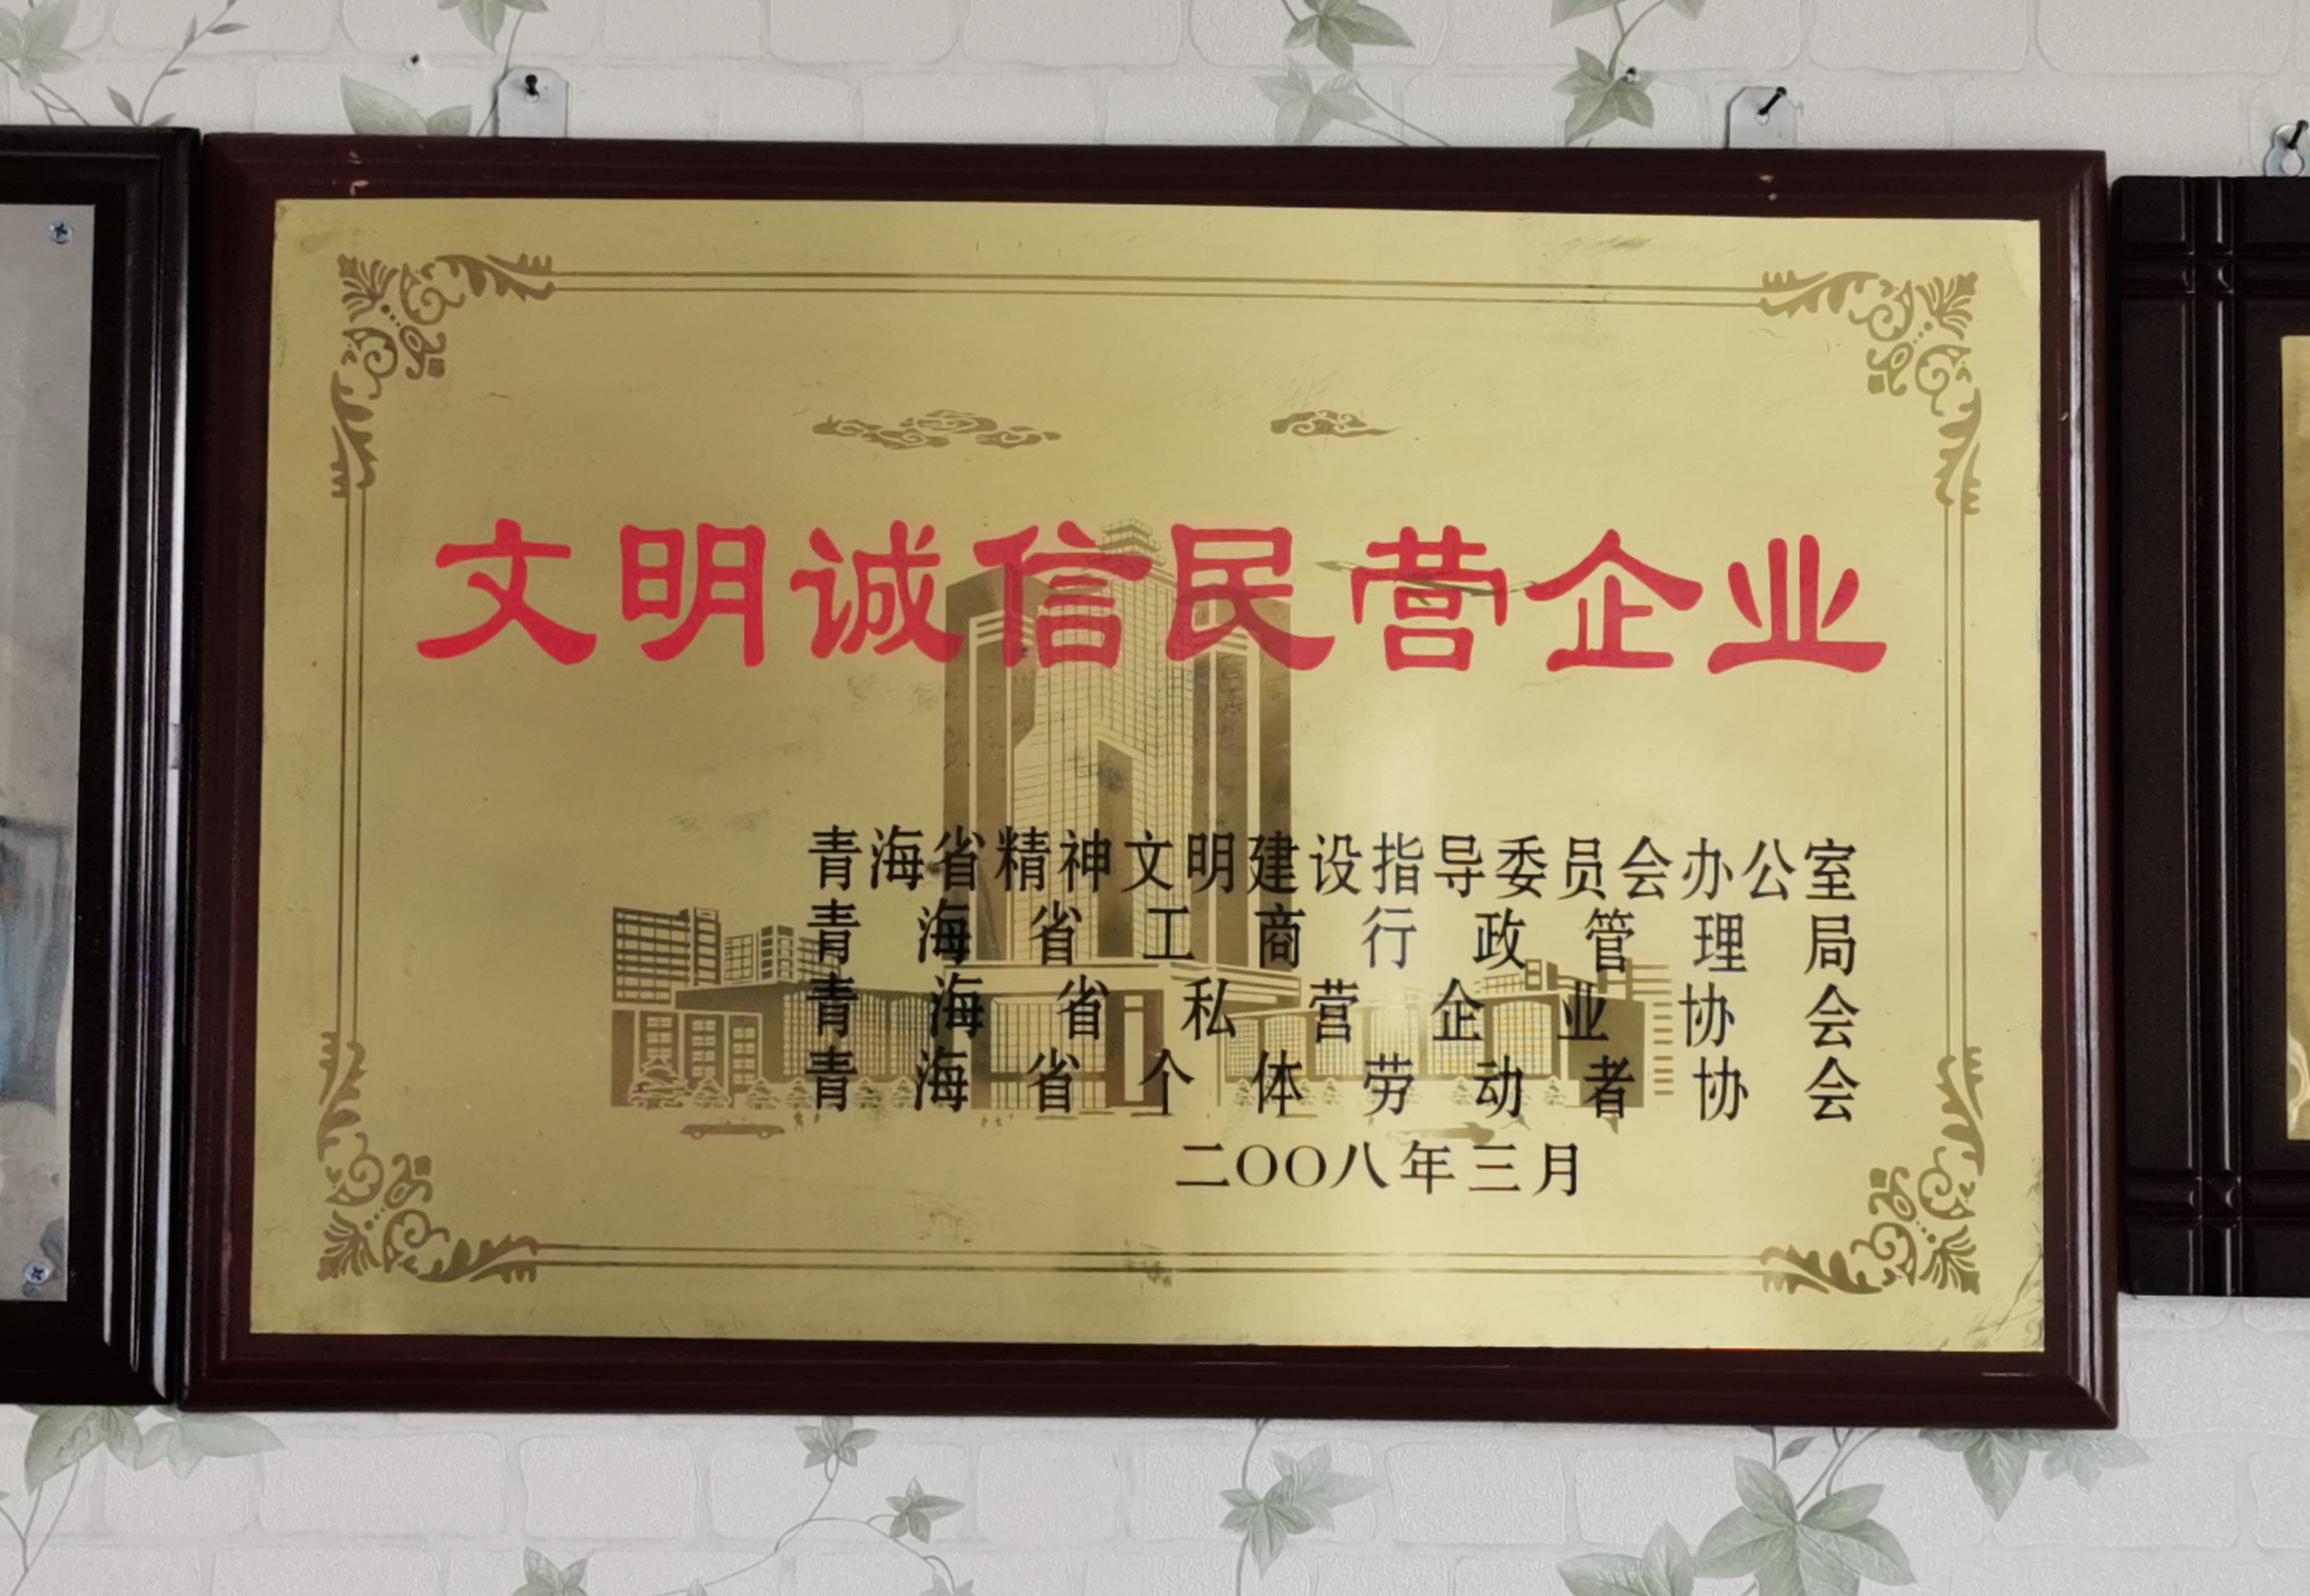 文明诚信民营企业
青海省精神文明建设指导委员会办公室
青海省工商行政管理局
青海省私营企业协会
青海省个体劳动者协会
二〇〇八年三月